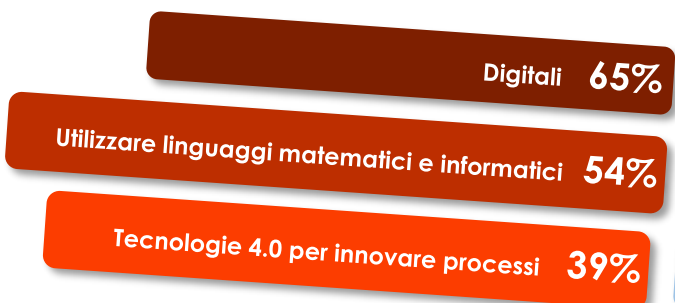 Digitali 65%
Utilizzare linguaggi matematici e informatici 54%
Tecnologie 4.0 per innovare processi 39%